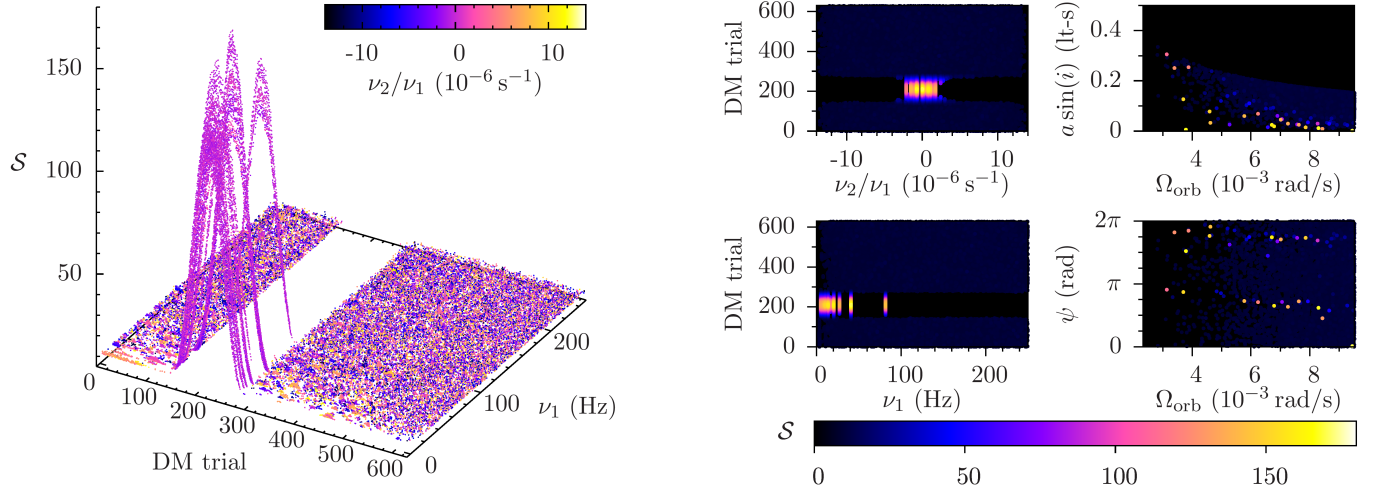 -10 0 10
ν₂/ν₁ (10⁻⁶ s⁻¹)
150
100
50
𝒮
0 100 200 300 400 500 600
DM trial
0 100 200
ν₁ (Hz)
600
400
200
0
DM trial
-10 0 10
ν₂/ν₁ (10⁻⁶ s⁻¹)
0.4
0.2
0
a sin(i) (lt-s)
4 6 8
Ω_orb (10⁻³ rad/s)
600
400
200
0
DM trial
0 100 200
ν₁ (Hz)
2π
π
0
ψ (rad)
4 6 8
Ω_orb (10⁻³ rad/s)
𝒮
0 50 100 150